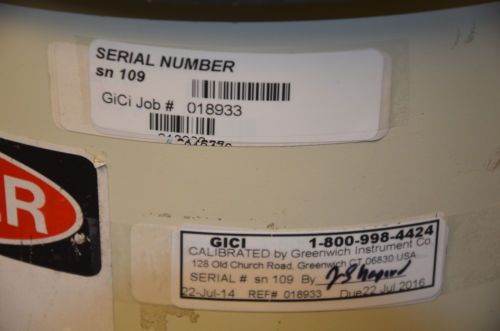 SERIAL NUMBER
sn 109
GiCi Job # 018933
ER
GICI 1-800-998-4424
CALIBRATED by Greenwich Instrument Co.
128 Old Church Road, Greenwich CT 06830 USA
SERIAL # sn 109 By
22-Jul-14 REF# 018933 Due 22 Jul 2016